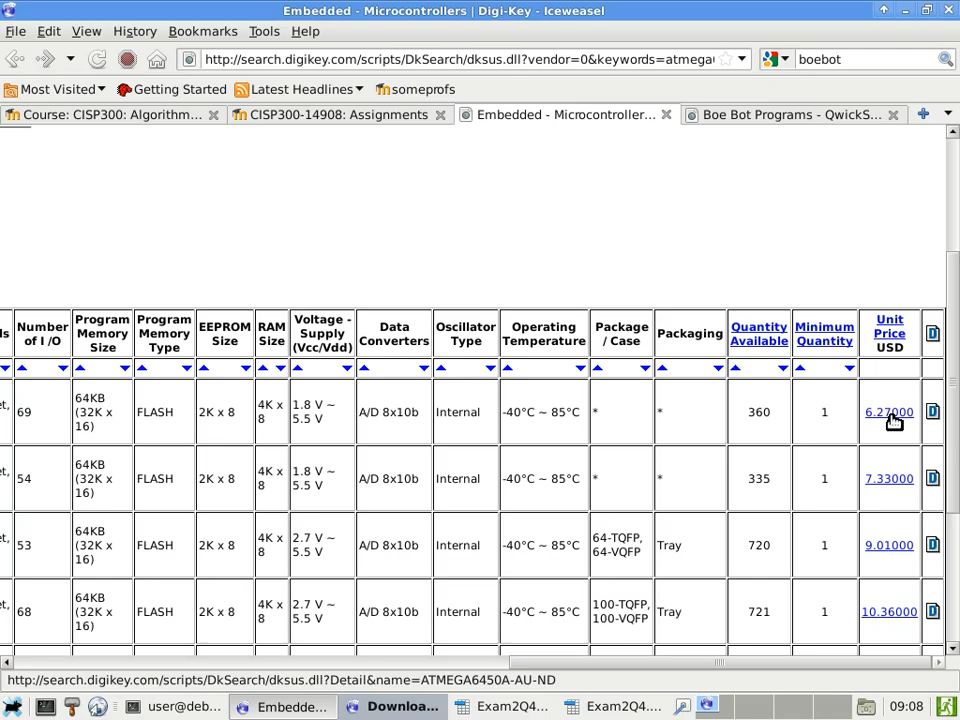 Embedded - Microcontrollers | Digi-Key - Iceweasel
File Edit View History Bookmarks Tools Help
http://search.digikey.com/scripts/DkSearch/dksus.dll?vendor=0&keywords=atmega boebot
Most Visited Getting Started Latest Headlines someprofs
Course: CISP300: Algorithm... CISP300-14908: Assignments Embedded - Microcontroller... Boe Bot Programs - QwickS...
Number of I /O Program Memory Size Program Memory Type EEPROM Size RAM Size Voltage - Supply (Vcc/Vdd) Data Converters Oscillator Type Operating Temperature Package / Case Packaging Quantity Available Minimum Quantity Unit Price USD
et, 69 64KB (32K x 16) FLASH 2K x 8 4K x 8 1.8 V ~ 5.5 V A/D 8x10b Internal -40°C ~ 85°C * * 360 1 6.27000
et, 54 64KB (32K x 16) FLASH 2K x 8 4K x 8 1.8 V ~ 5.5 V A/D 8x10b Internal -40°C ~ 85°C * * 335 1 7.33000
et, 53 64KB (32K x 16) FLASH 2K x 8 4K x 8 2.7 V ~ 5.5 V A/D 8x10b Internal -40°C ~ 85°C 64-TQFP, 64-VQFP Tray 720 1 9.01000
et, 68 64KB (32K x 16) FLASH 2K x 8 4K x 8 2.7 V ~ 5.5 V A/D 8x10b Internal -40°C ~ 85°C 100-TQFP, 100-VQFP Tray 721 1 10.36000
http://search.digikey.com/scripts/DkSearch/dksus.dll?Detail&name=ATMEGA6450A-AU-ND
user@deb... Embedde... Downloa... Exam2Q4... Exam2Q4.... 09:08